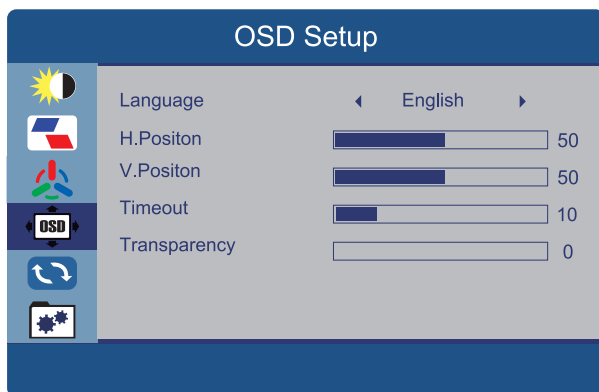 OSD Setup
Language English
H.Positon 50
V.Positon 50
Timeout 10
Transparency 0
OSD